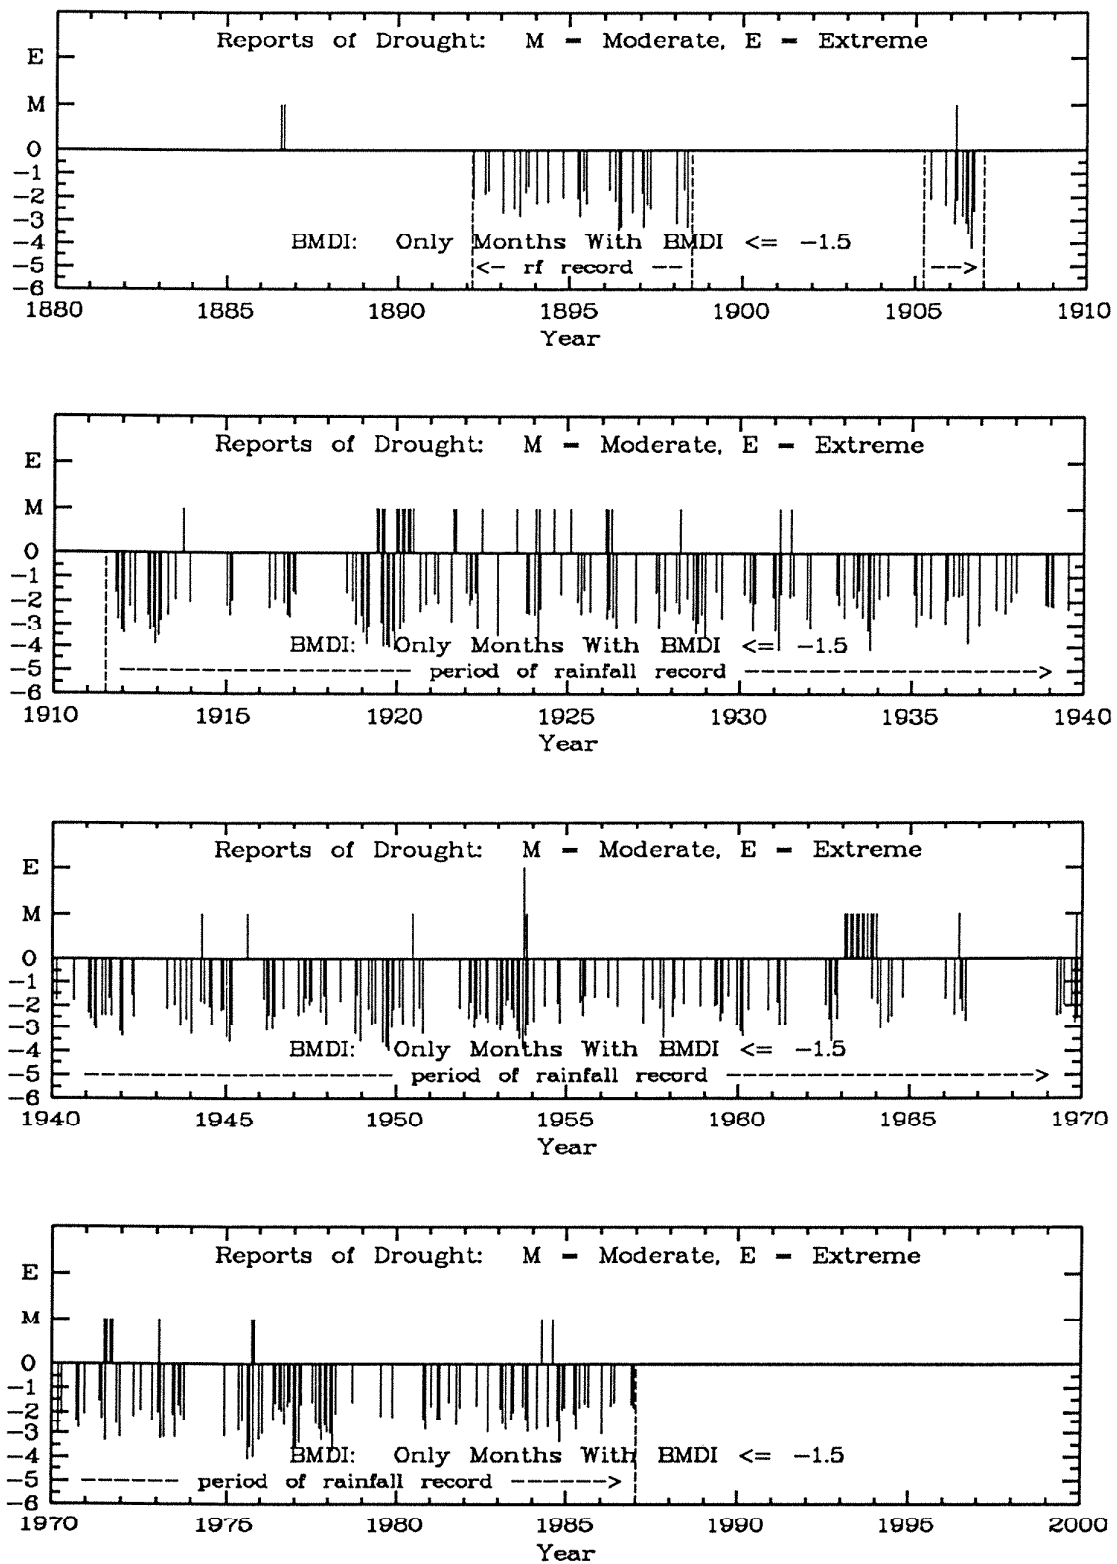 Reports of Drought: M - Moderate, E - Extreme
E
M
0
-1
-2
-3
-4
-5
-6
BMDI: Only Months With BMDI <= -1.5
<- rf record -- -->
1880 1885 1890 1895 1900 1905 1910
Year
Reports of Drought: M - Moderate, E - Extreme
E
M
0
-1
-2
-3
-4
-5
-6
BMDI: Only Months With BMDI <= -1.5
period of rainfall record
1910 1915 1920 1925 1930 1935 1940
Year
Reports of Drought: M - Moderate, E - Extreme
E
M
0
-1
-2
-3
-4
-5
-6
BMDI: Only Months With BMDI <= -1.5
period of rainfall record
1940 1945 1950 1955 1960 1965 1970
Year
Reports of Drought: M - Moderate, E - Extreme
E
M
0
-1
-2
-3
-4
-5
-6
BMDI: Only Months With BMDI <= -1.5
period of rainfall record
1970 1975 1980 1985 1990 1995 2000
Year